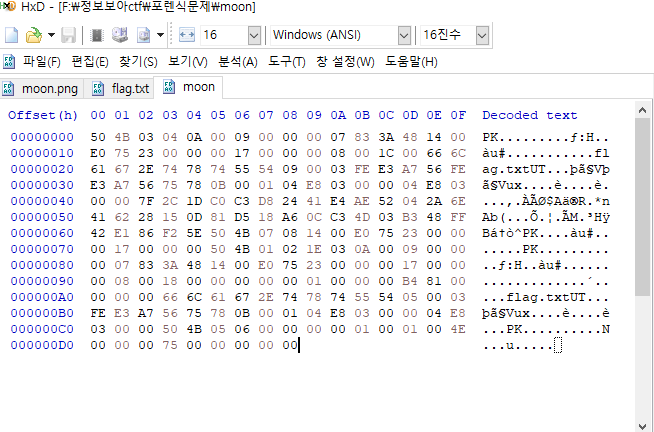 HxD - [F:₩정보보아ctf₩포렌식문제₩moon]
16 Windows (ANSI) 16진수
파일(F) 편집(E) 찾기(S) 보기(V) 분석(A) 도구(T) 창 설정(W) 도움말(H)
moon.png flag.txt moon
Offset(h) 00 01 02 03 04 05 06 07 08 09 0A 0B 0C 0D 0E 0F Decoded text
00000000 50 4B 03 04 0A 00 09 00 00 00 07 83 3A 48 14 00 PK.........ƒ:H..
00000010 E0 75 23 00 00 00 17 00 00 00 08 00 1C 00 66 6C àu#...........fl
00000020 61 67 2E 74 78 74 55 54 09 00 03 FE E3 A7 56 FE ag.txtUT...þã§Vþ
00000030 E3 A7 56 75 78 0B 00 01 04 E8 03 00 00 04 E8 03 ã§Vux....è....è.
00000040 00 00 7F 2C 1D C0 C3 D8 24 41 E4 AE 52 04 2A 6E ...,.ÀÃØ$Aä®R.*n
00000050 41 62 28 15 0D 81 D5 18 A6 0C C3 4D 03 B3 48 FF Ab(...Õ.¦.ÃM.³Hÿ
00000060 42 E1 86 F2 5E 50 4B 07 08 14 00 E0 75 23 00 00 Bá†ò^PK....àu#..
00000070 00 17 00 00 00 50 4B 01 02 1E 03 0A 00 09 00 00 .....PK.........
00000080 00 07 83 3A 48 14 00 E0 75 23 00 00 00 17 00 00 ..ƒ:H..àu#......
00000090 00 08 00 18 00 00 00 00 00 01 00 00 00 B4 81 00 .............´..
000000A0 00 00 00 66 6C 61 67 2E 74 78 74 55 54 05 00 03 ...flag.txtUT...
000000B0 FE E3 A7 56 75 78 0B 00 01 04 E8 03 00 00 04 E8 þã§Vux....è....è
000000C0 03 00 00 50 4B 05 06 00 00 00 00 01 00 01 00 4E ...PK..........N
000000D0 00 00 00 75 00 00 00 00 00 ...u.....